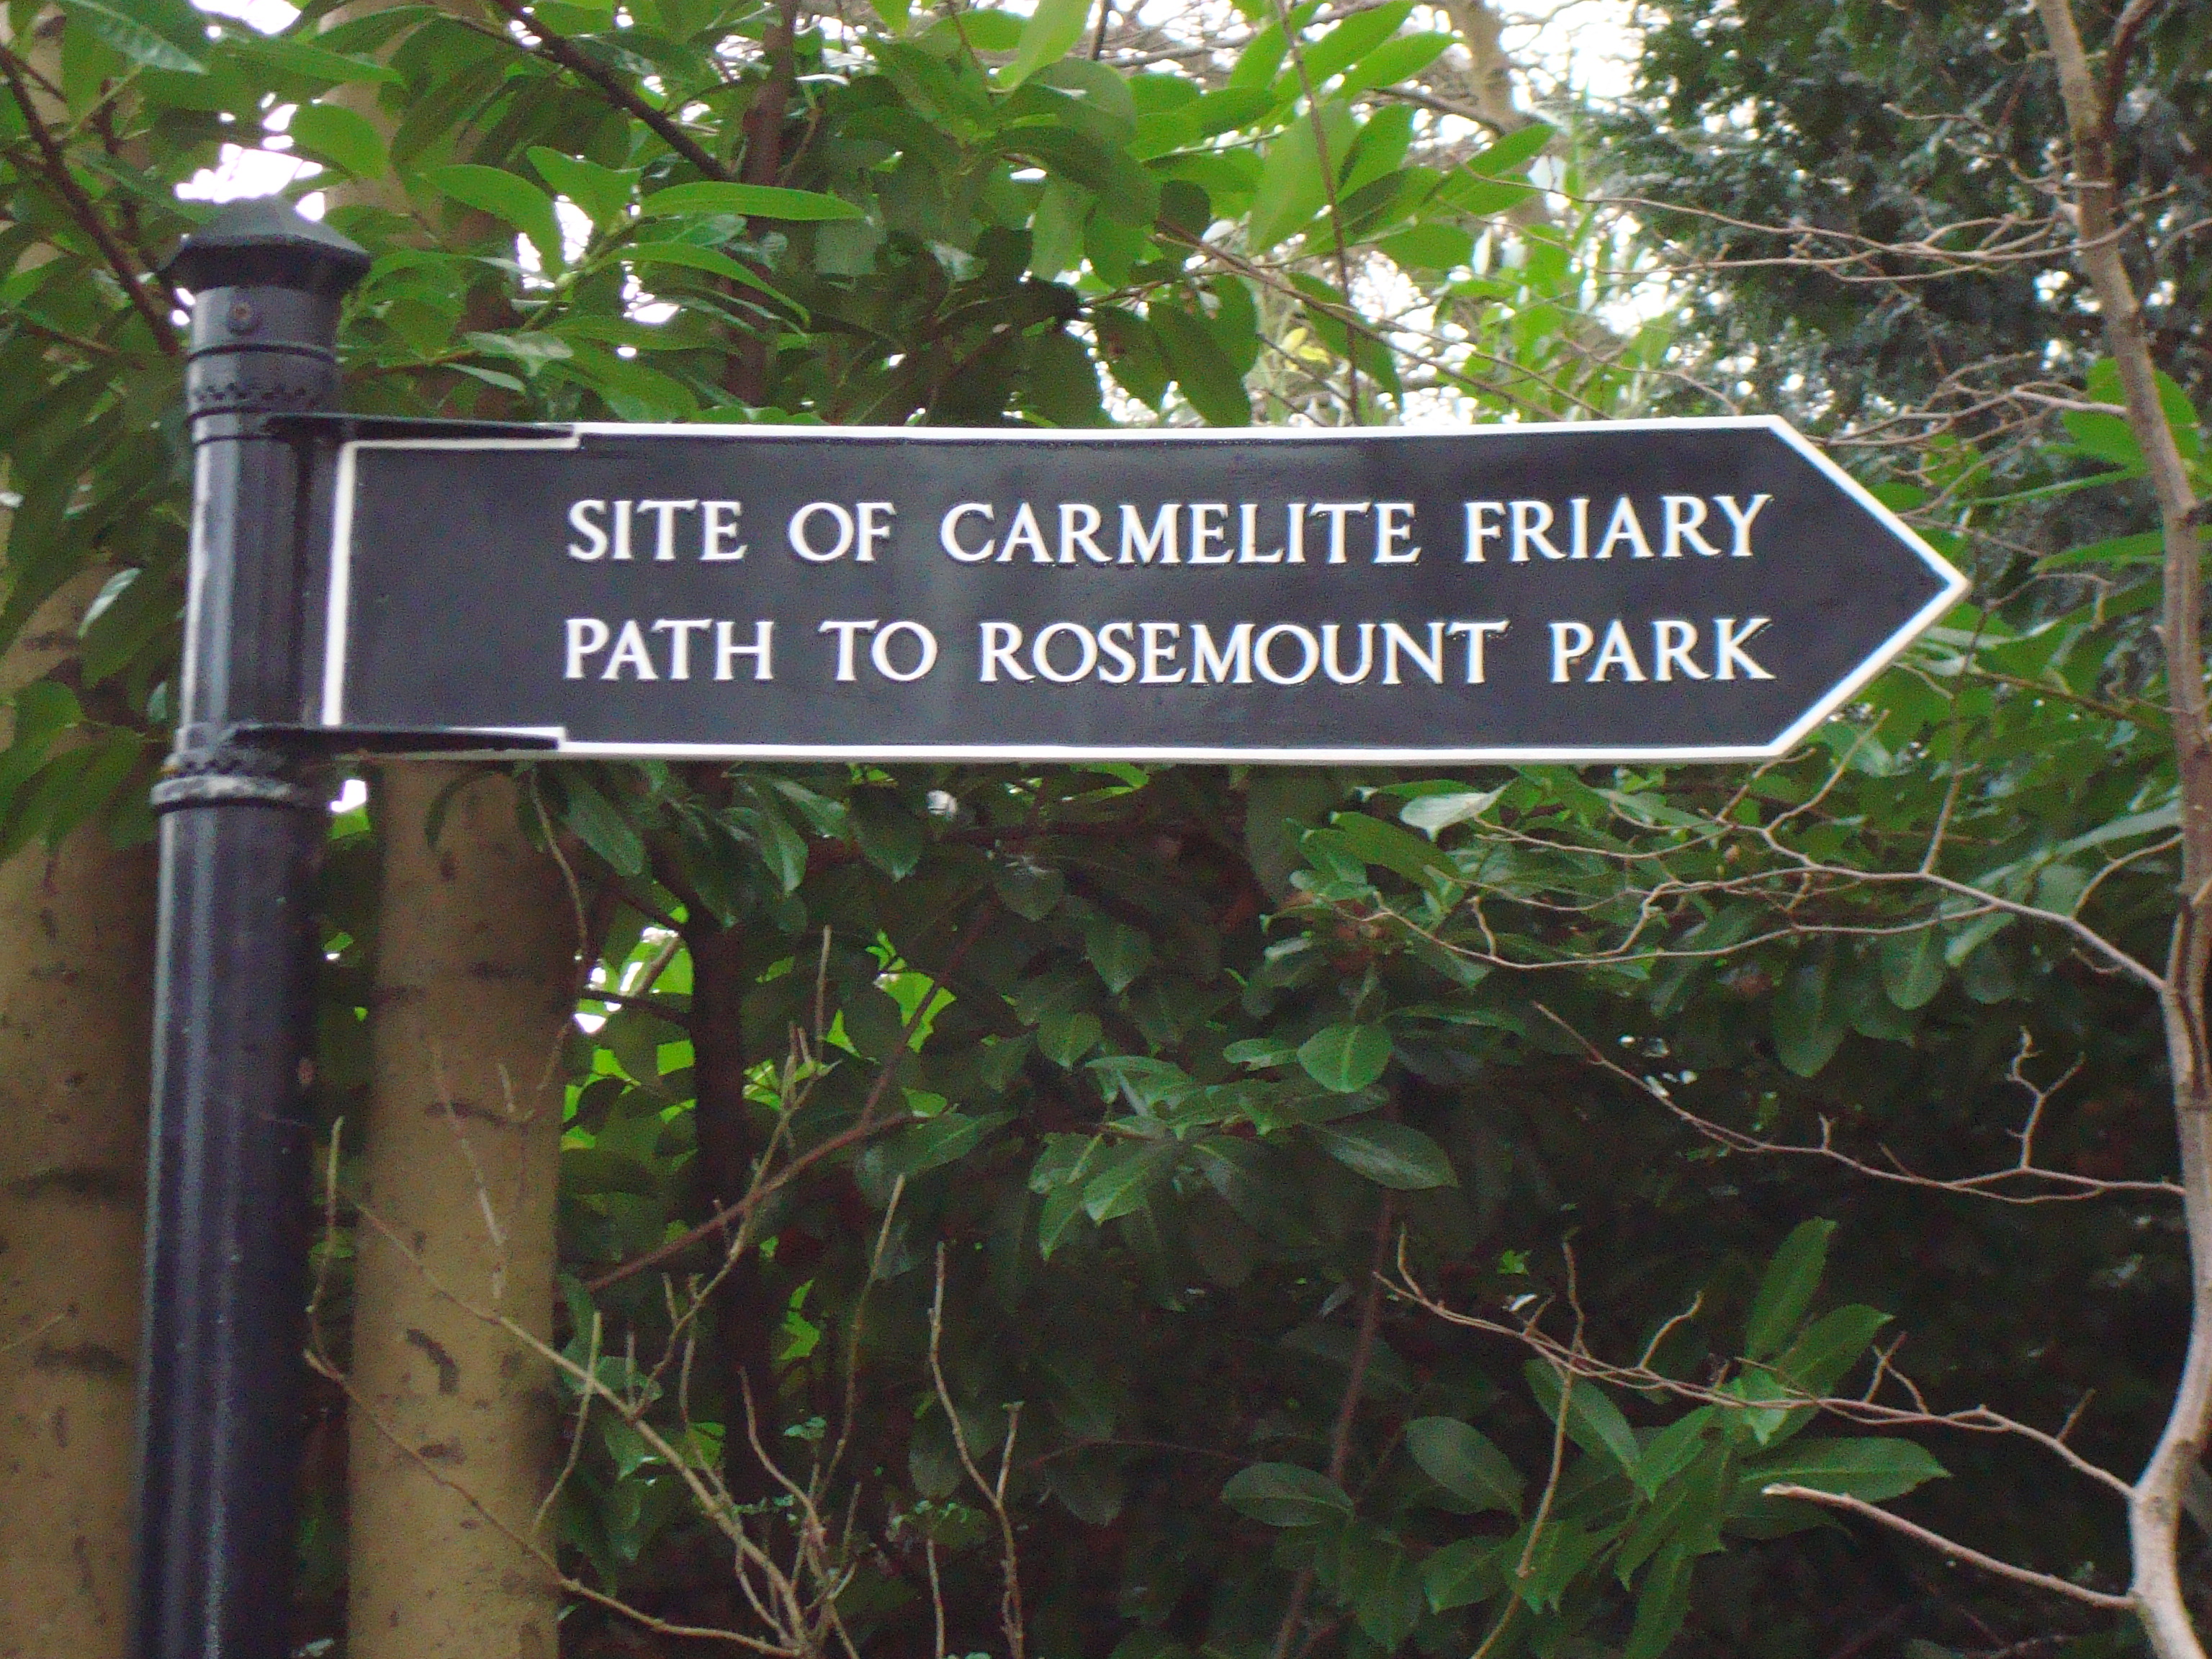 SITE OF CARMELITE FRIARY
PATH TO ROSEMOUNT PARK